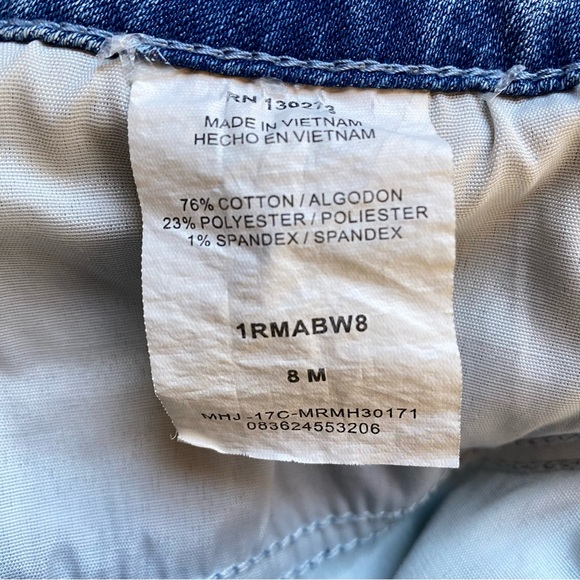 RN 130273
MADE IN VIETNAM
HECHO EN VIETNAM
76% COTTON / ALGODON
23% POLYESTER / POLIESTER
1% SPANDEX / SPANDEX
1RMABW8
8 M
MHJ-17C-MRMH30171
083624553206